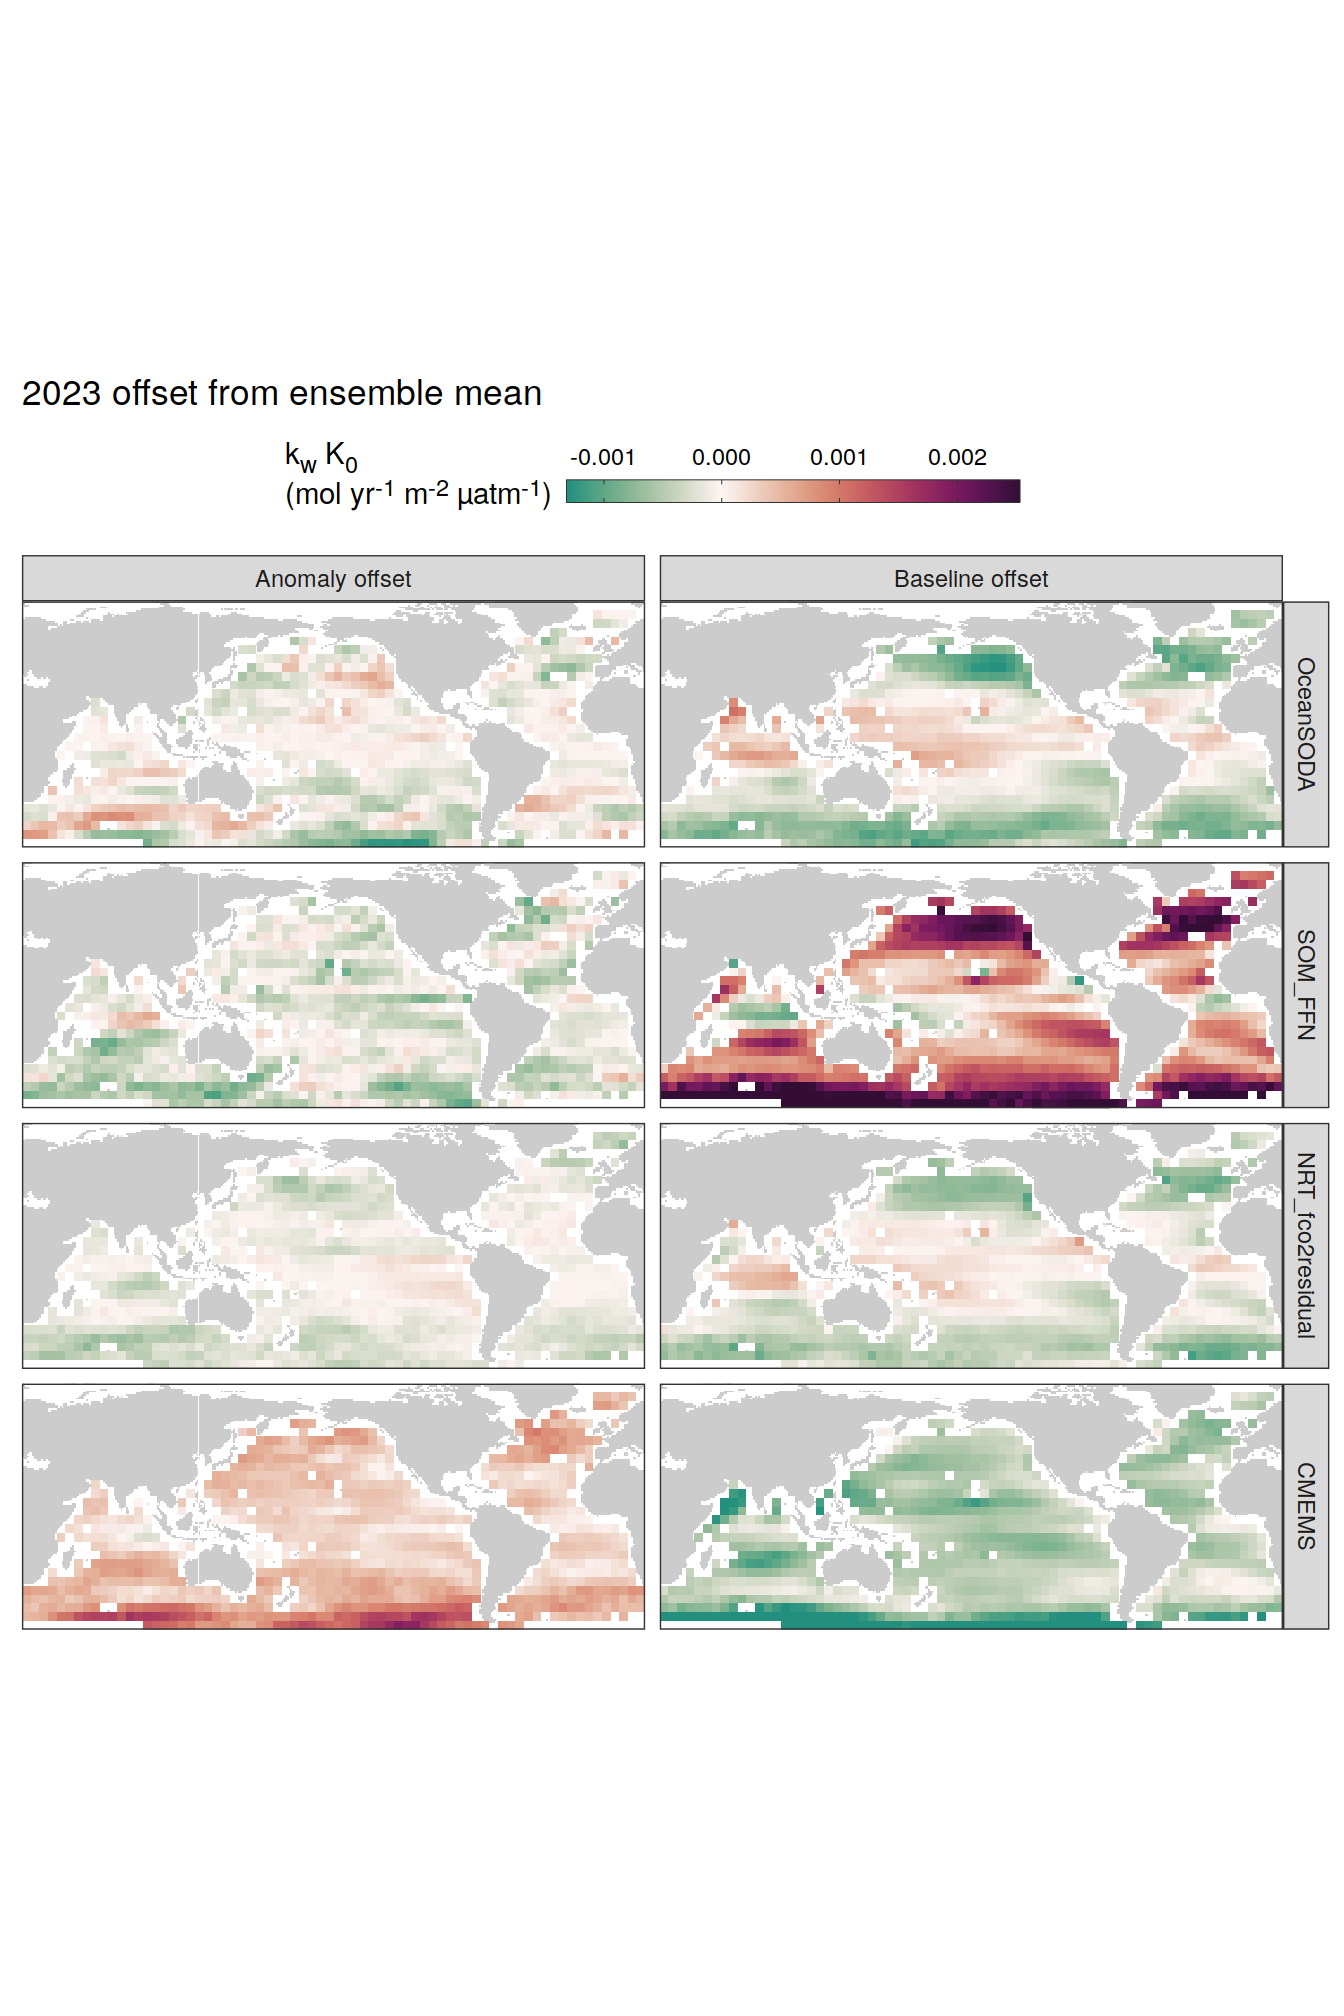 2023 offset from ensemble mean
k_w K_0
(mol yr^-1 m^-2 µatm^-1)
-0.001 0.000 0.001 0.002
Anomaly offset
Baseline offset
OceanSODA
SOM_FFN
NRT_fco2residual
CMEMS